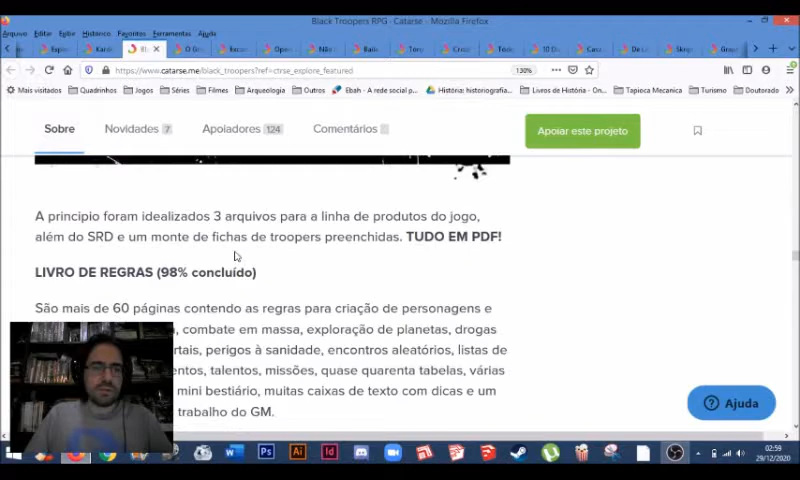 Black Troopers RPG - Catarse - Mozilla Firefox
Arquivo Editar Exibir Histórico Favoritos Ferramentas Ajuda
https://www.catarse.me/black_troopers?ref=ctrse_explore_featured 130%
Mais visitados Quadrinhos Jogos Séries Filmes Arqueologia Outros Ebah - A rede social p... História: historiografi... Livros de História - On... Tapioca Mecanica Turismo Doutorado
Sobre Novidades 7 Apoiadores 124 Comentários Apoiar este projeto
A principio foram idealizados 3 arquivos para a linha de produtos do jogo,
além do SRD e um monte de fichas de troopers preenchidas. TUDO EM PDF!
LIVRO DE REGRAS (98% concluído)
São mais de 60 páginas contendo as regras para criação de personagens e
, combate em massa, exploração de planetas, drogas
perigos à sanidade, encontros aleatórios, listas de
talentos, missões, quase quarenta tabelas, várias
mini bestiário, muitas caixas de texto com dicas e um
trabalho do GM.
Ajuda
02:59
29/12/2020